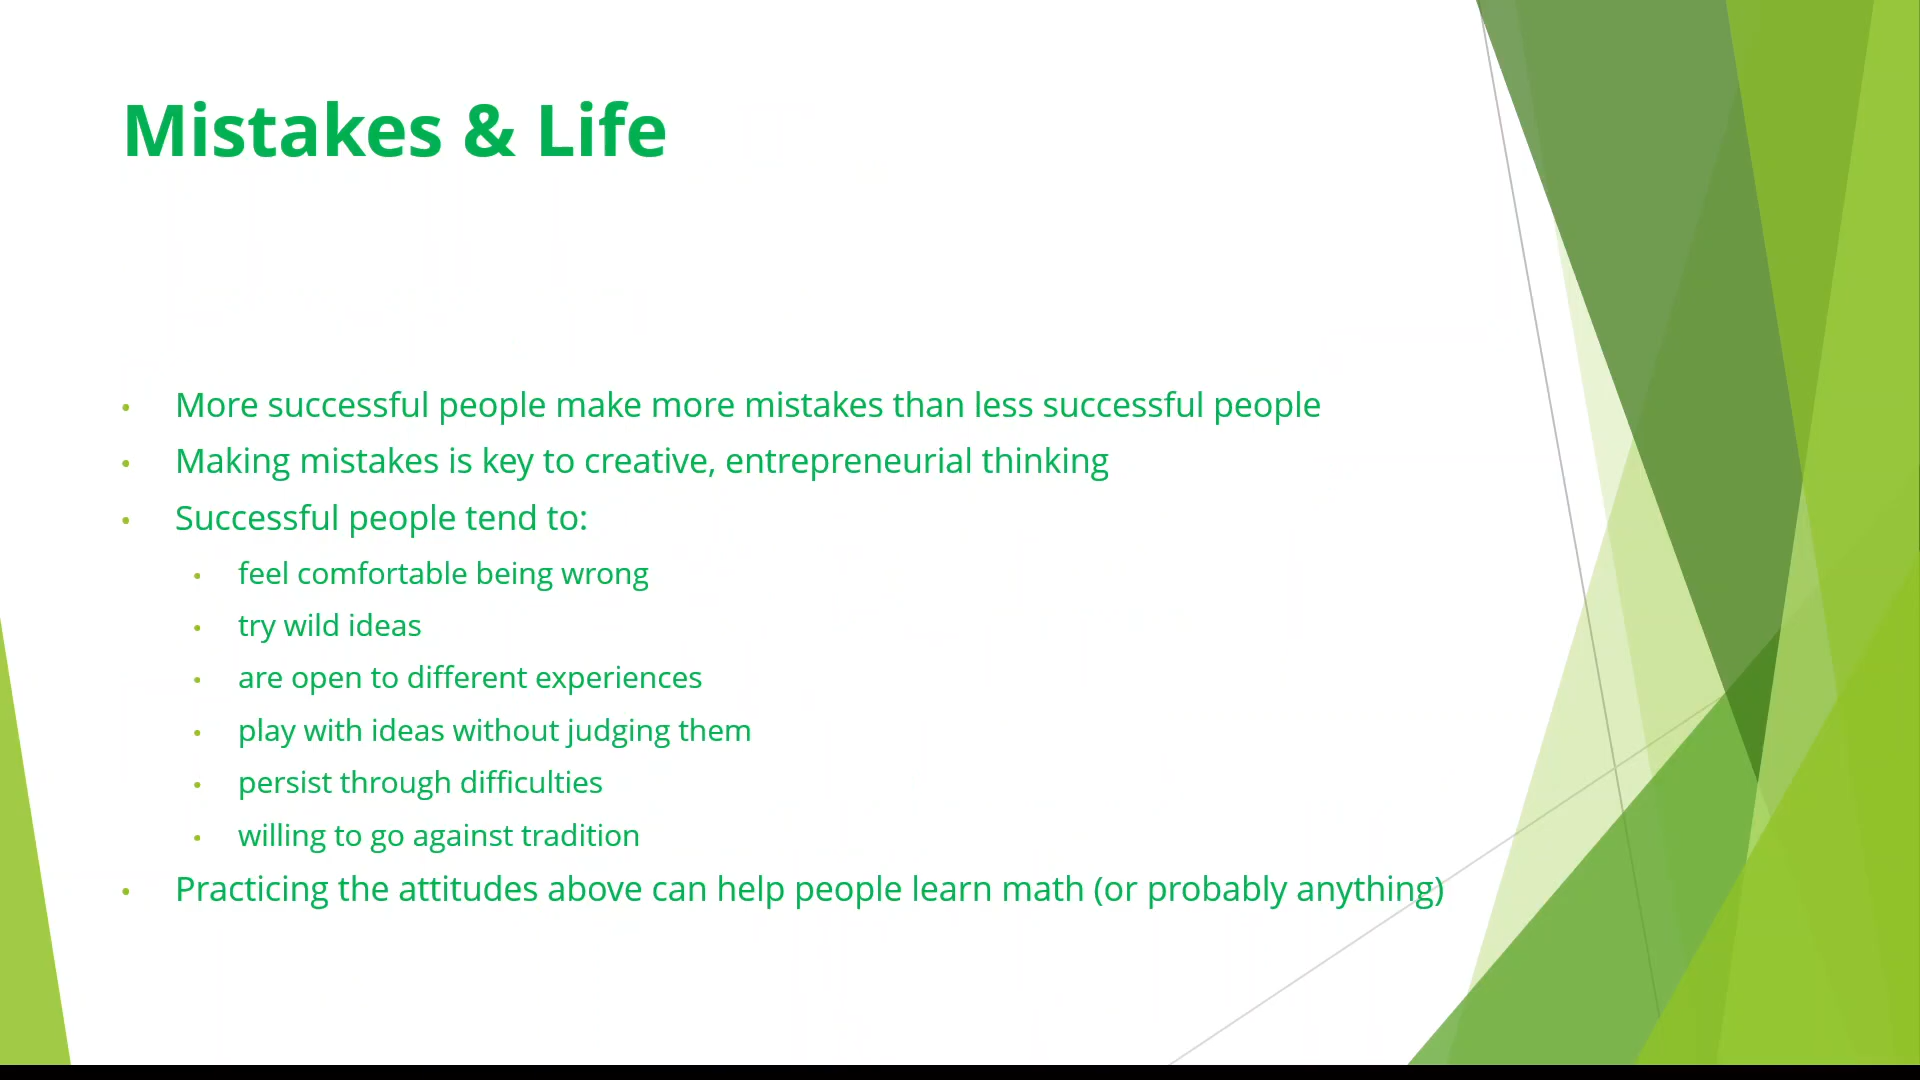 Mistakes & Life
• More successful people make more mistakes than less successful people
• Making mistakes is key to creative, entrepreneurial thinking
• Successful people tend to:
• feel comfortable being wrong
• try wild ideas
• are open to different experiences
• play with ideas without judging them
• persist through difficulties
• willing to go against tradition
• Practicing the attitudes above can help people learn math (or probably anything)